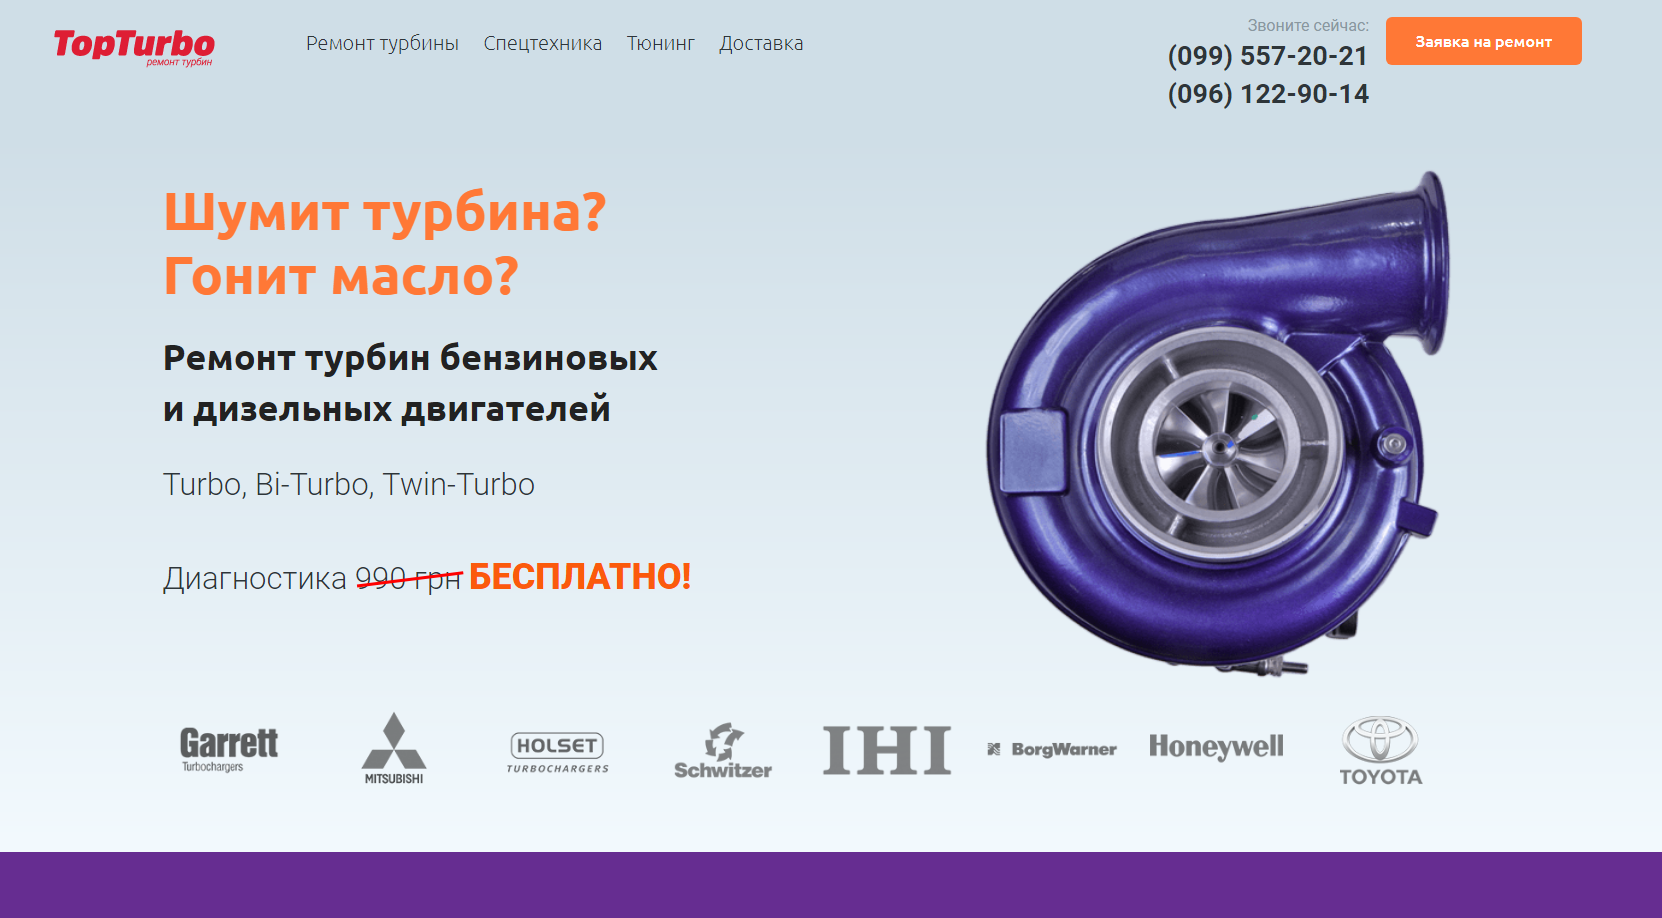 TopTurbo
ремонт турбин
Ремонт турбины Спецтехника Тюнинг Доставка
Звоните сейчас:
(099) 557-20-21
(096) 122-90-14
Заявка на ремонт
Шумит турбина?
Гонит масло?
Ремонт турбин бензиновых
и дизельных двигателей
Turbo, Bi-Turbo, Twin-Turbo
Диагностика 990 грн БЕСПЛАТНО!
Garrett
Turbochargers
MITSUBISHI
HOLSET
TURBOCHARGERS
Schwitzer
IHI
BorgWarner
Honeywell
TOYOTA